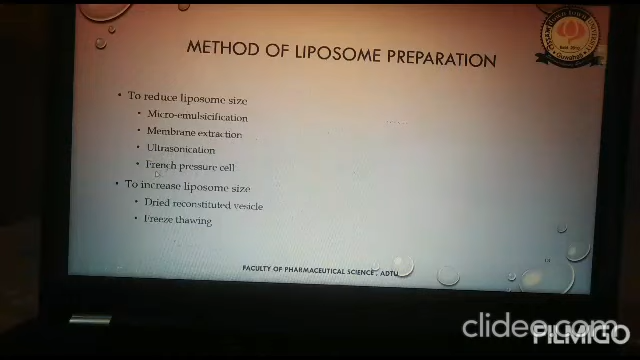 METHOD OF LIPOSOME PREPARATION
• To reduce liposome size
• Micro-emulsicification
• Membrane extraction
• Ultrasonication
• French pressure cell
• To increase liposome size
• Dried reconstituted vesicle
• Freeze thawing
FACULTY OF PHARMACEUTICAL SCIENCE, ADTU
clideo.com
FILMIGO